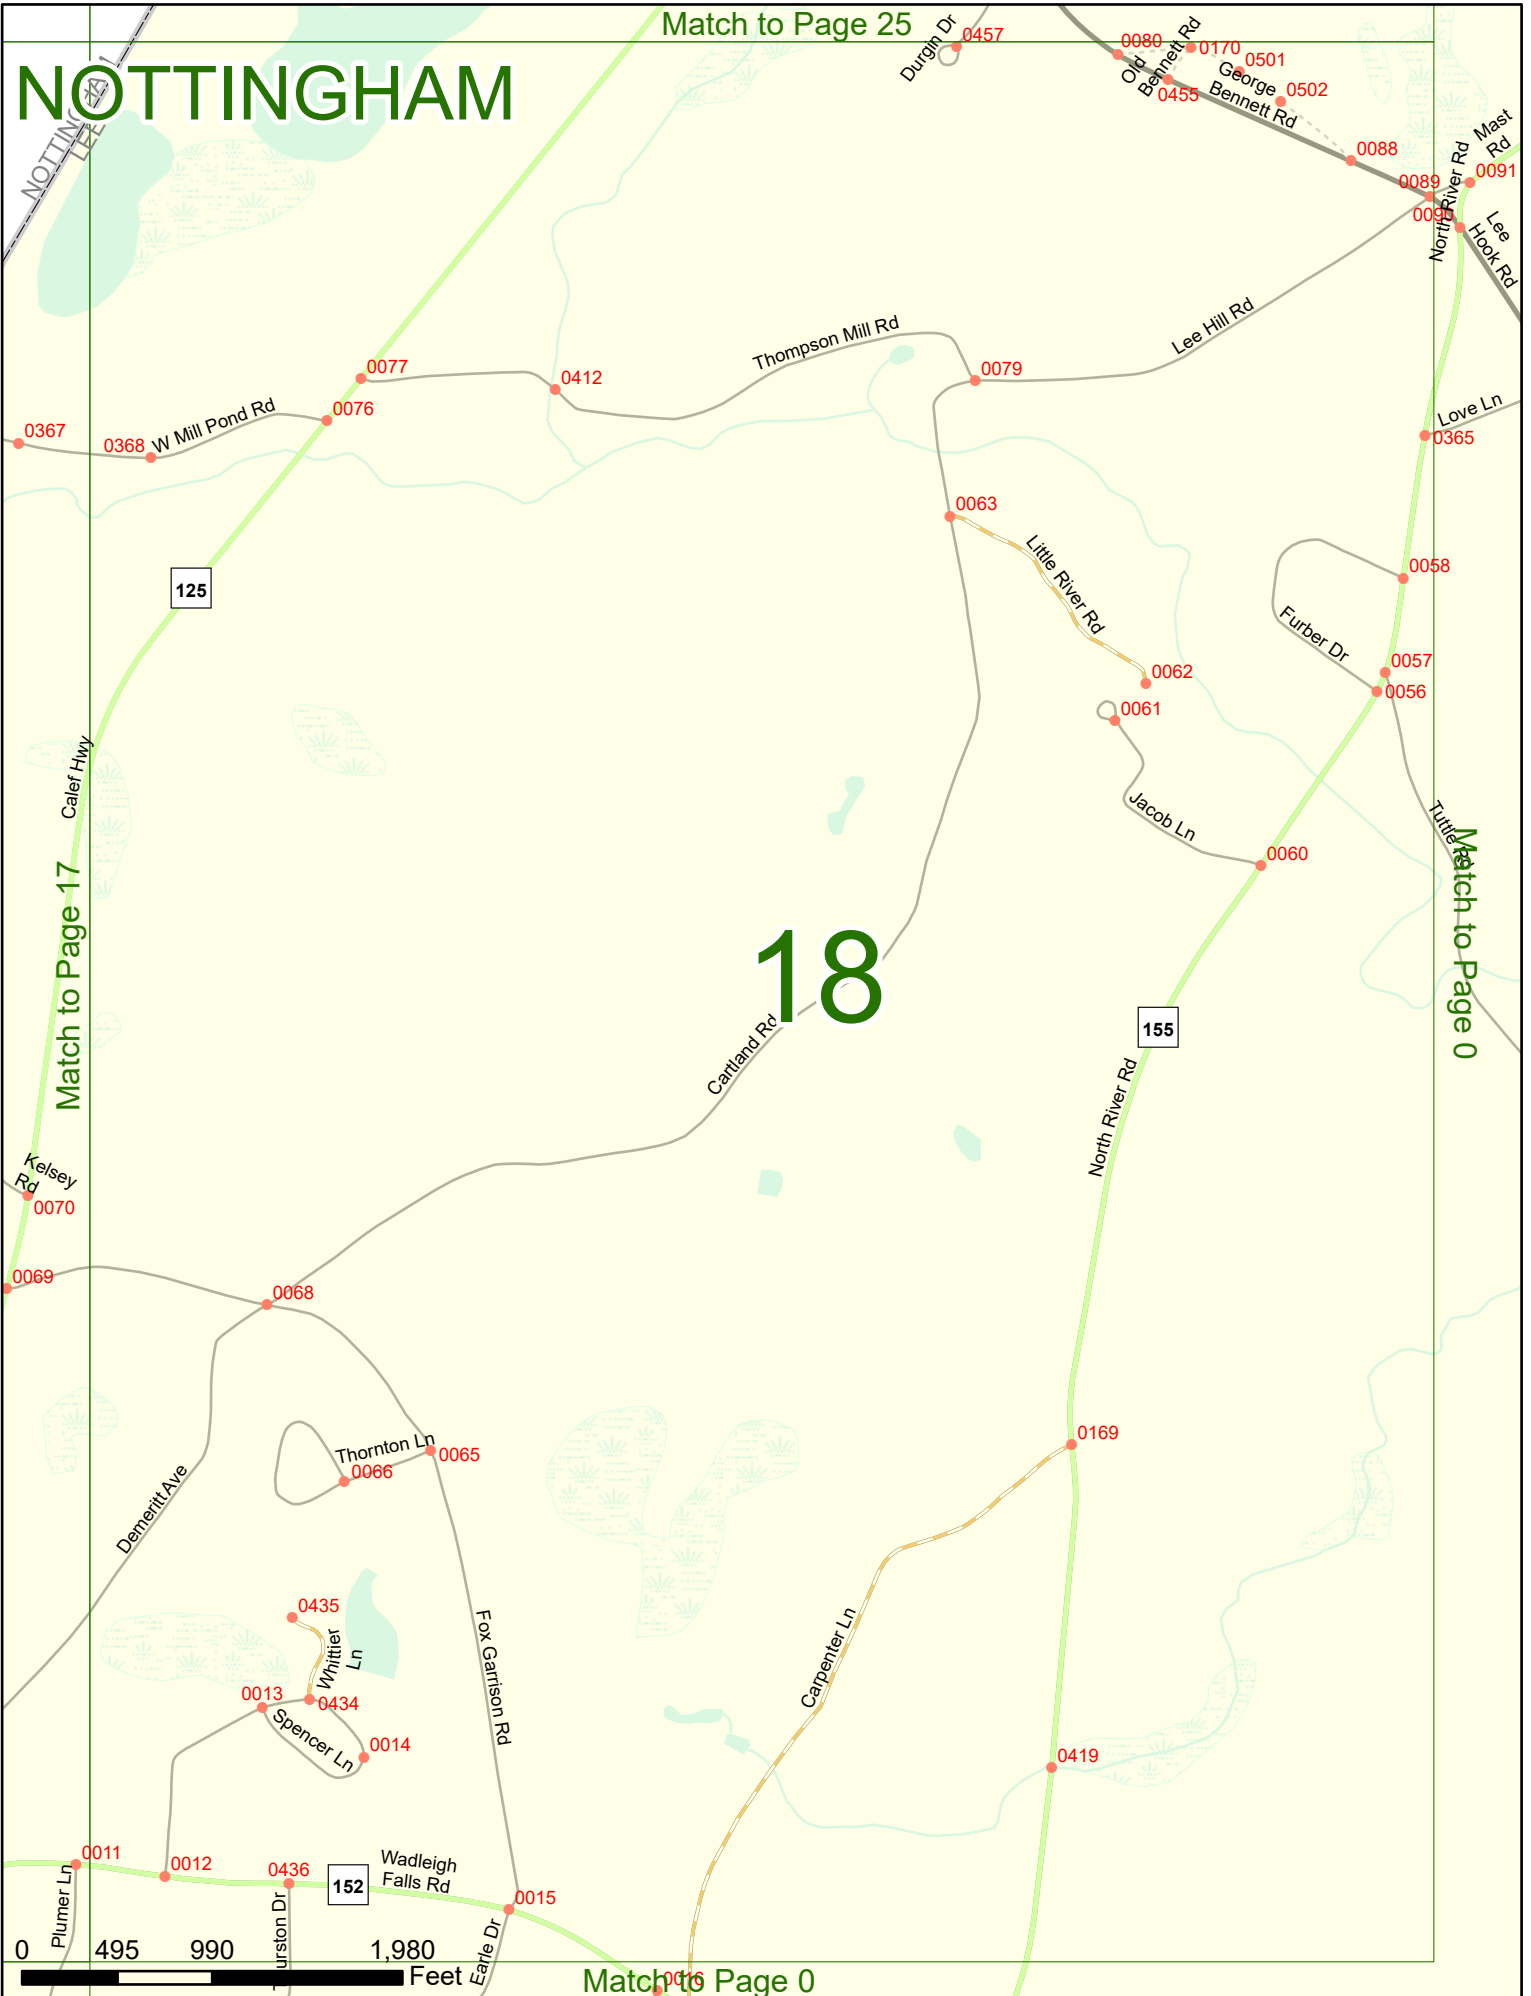 Match to Page 25
NOTTINGHAM
NOTTINGHAM
LEE
Durgin Dr
0457
0080
Old
Bennett Rd
0170
0501
George
Bennett Rd
0502
0455
0088
Mast
Rd
0089
North River Rd
0091
Lee
Hook Rd
Thompson Mill Rd
Lee Hill Rd
0077
0412
0079
0076
Love Ln
0367
0368
W Mill Pond Rd
0365
0063
125
Little River Rd
0058
Furber Dr
0057
0062
0056
0061
Calef Hwy
Jacob Ln
Tuttle Rd
0060
Match to Page 17
Match to Page 0
18
Cartland Rd
155
North River Rd
Kelsey
Rd
0070
0069
0068
Thornton Ln
0065
0066
0169
Demeritt Ave
0435
Whittier
Ln
Fox Garrison Rd
Carpenter Ln
0013
0434
Spencer Ln
0014
0419
0011
0012
0436
152
Wadleigh
Falls Rd
0015
Plumer Ln
Earle Dr
0016
0
495
990
1,980
Feet
Match to Page 0